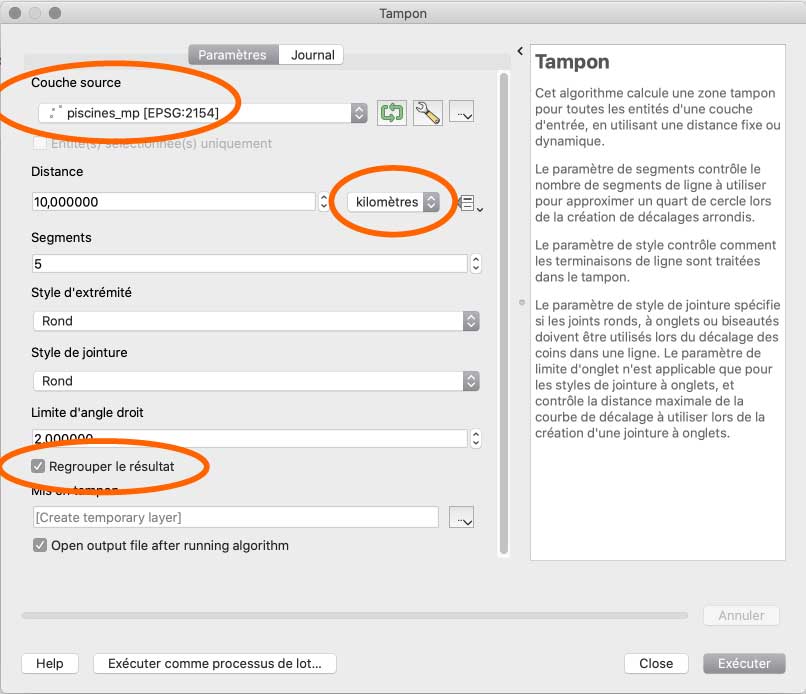 Tampon
Paramètres
Journal
Couche source
piscines_mp [EPSG:2154]
...
Entité(s) sélectionnée(s) uniquement
Distance
10,000000
kilomètres
Segments
5
Style d'extrémité
Rond
Style de jointure
Rond
Limite d'angle droit
2,000000
Regrouper le résultat
Mis en tampon
[Create temporary layer]
...
Open output file after running algorithm
Tampon
Cet algorithme calcule une zone tampon
pour toutes les entités d'une couche
d'entrée, en utilisant une distance fixe ou
dynamique.
Le paramètre de segments contrôle le
nombre de segments de ligne à utiliser
pour approximer un quart de cercle lors
de la création de décalages arrondis.
Le paramètre de style contrôle comment
les terminaisons de ligne sont traitées
dans le tampon.
Le paramètre de style de jointure spécifie
si les joints ronds, à onglets ou biseautés
doivent être utilisés lors du décalage des
coins dans une ligne. Le paramètre de
limite d'onglet n'est applicable que pour
les styles de jointure à onglets, et
contrôle la distance maximale de la
courbe de décalage à utiliser lors de la
création d'une jointure à onglets.
Annuler
Help
Exécuter comme processus de lot...
Close
Exécuter